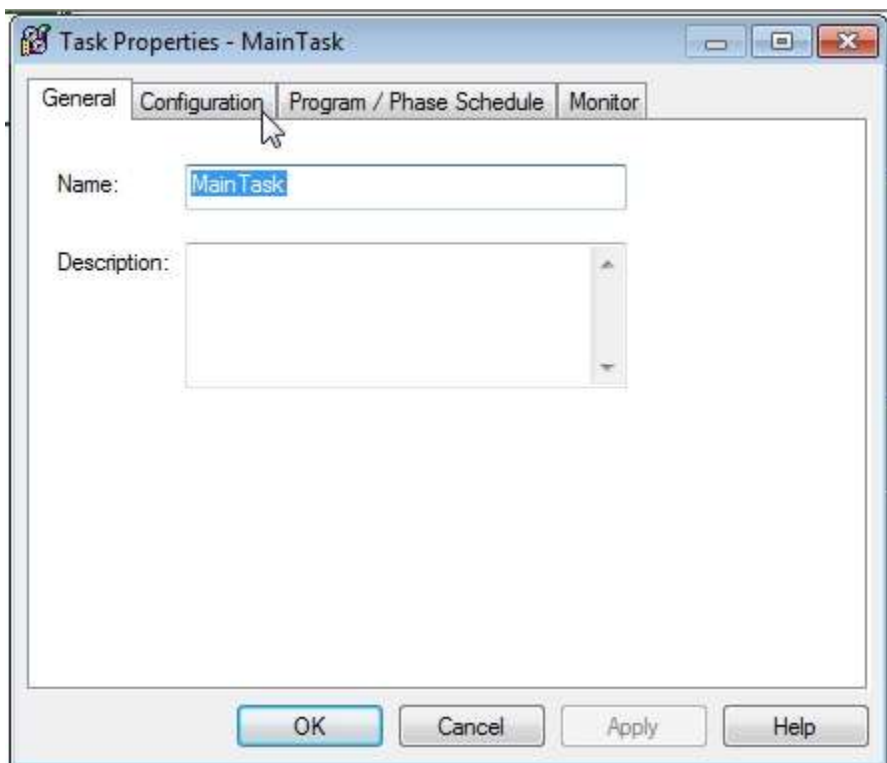 Task Properties - MainTask
General Configuration Program / Phase Schedule Monitor
Name: MainTask
Description:
OK Cancel Apply Help